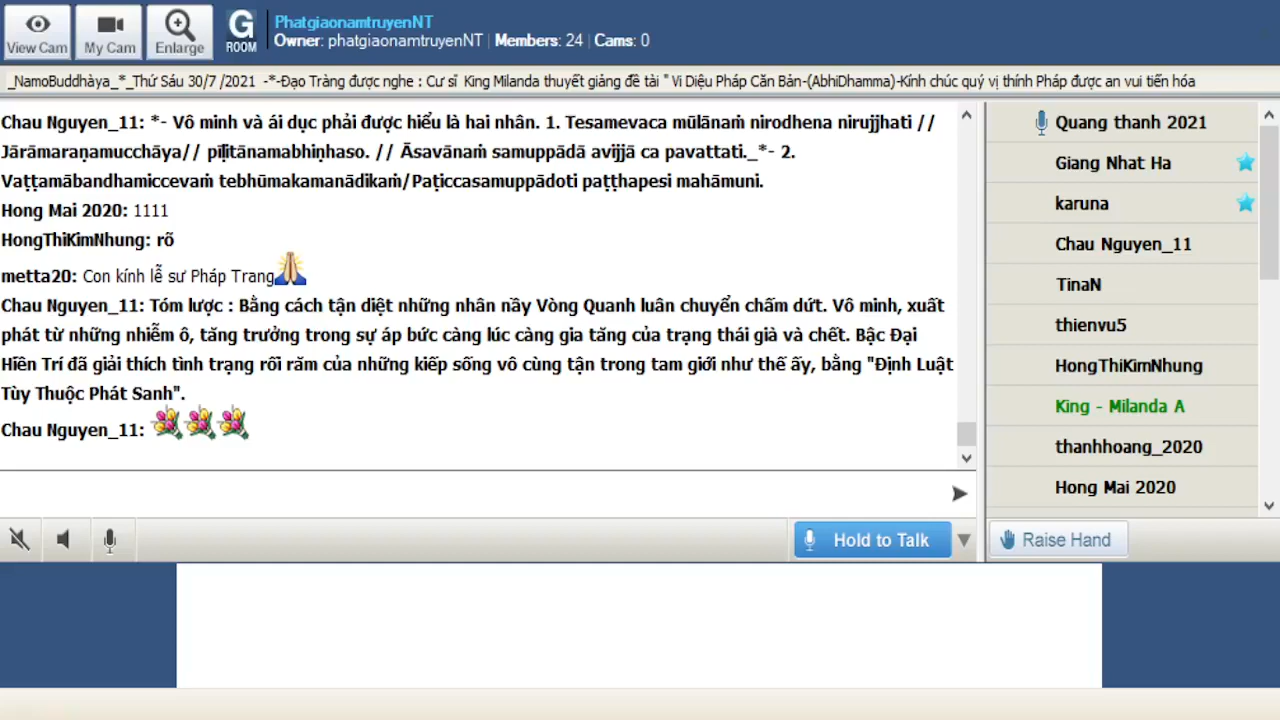 View Cam
My Cam
Enlarge
G
ROOM
PhatgiaonamtruyenNT
Owner: phatgiaonamtruyenNT | Members: 24 | Cams: 0
_NamoBuddhàya_*_Thứ Sáu 30/7 /2021 -*-Đạo Tràng được nghe : Cư sĩ King Milanda thuyết giảng đề tài " Vi Diệu Pháp Căn Bản-(AbhiDhamma)-Kính chúc quý vị thính Pháp được an vui tiến hóa
Chau Nguyen_11: *- Vô minh và ái dục phải được hiểu là hai nhân. 1. Tesamevaca mūlānaṁ nirodhena nirujjhati //
Jārāmaraṇamucchāya// pīḷitānamabhiṇhaso. // Āsavānaṁ samuppādā avijjā ca pavattati._*- 2.
Vaṭṭamābandhamiccevaṁ tebhūmakamanādikaṁ/Paṭiccasamuppādoti paṭṭhapesi mahāmuni.
Hong Mai 2020: 1111
HongThiKimNhung: rõ
metta20: Con kính lễ sư Pháp Trang
Chau Nguyen_11: Tóm lược : Bằng cách tận diệt những nhân nầy Vòng Quanh luân chuyển chấm dứt. Vô minh, xuất
phát từ những nhiễm ô, tăng trưởng trong sự áp bức càng lúc càng gia tăng của trạng thái già và chết. Bậc Đại
Hiền Trí đã giải thích tình trạng rối răm của những kiếp sống vô cùng tận trong tam giới như thế ấy, bằng "Định Luật
Tùy Thuộc Phát Sanh".
Chau Nguyen_11:
Quang thanh 2021
Giang Nhat Ha
karuna
Chau Nguyen_11
TinaN
thienvu5
HongThiKimNhung
King - Milanda A
thanhhoang_2020
Hong Mai 2020
Hold to Talk
Raise Hand